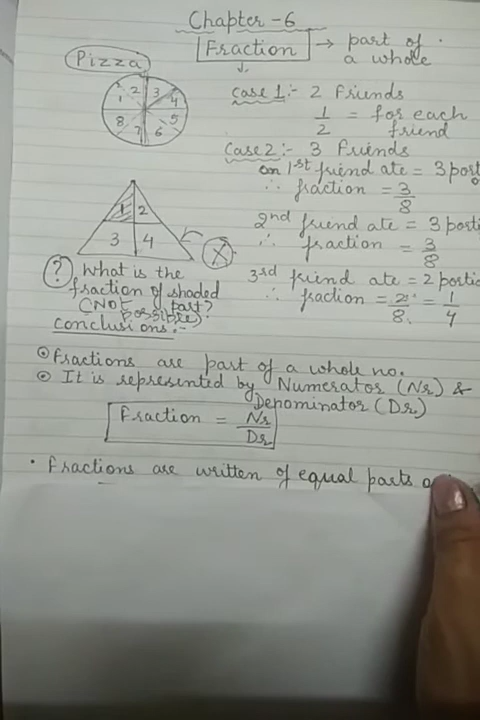 Chapter - 6
Fraction → part of a whole
Pizza
1 2 3 4 5 6 7 8
Case 1:- 2 Friends
1/2 = for each friend
Case 2:- 3 Friends
1st friend ate = 3
∴ fraction = 3/8
2nd friend ate = 3
∴ fraction = 3/8
3rd friend ate = 2
∴ fraction = 2/8 = 1/4
1 2
3 4
X
? What is the
fraction of shaded
part?
(NOT possible)
Conclusions:-
Fractions are part of a whole no.
It is represented by Numerator (Nr) &
Denominator (Dr)
Fraction = Nr/Dr
• Fractions are written of equal parts